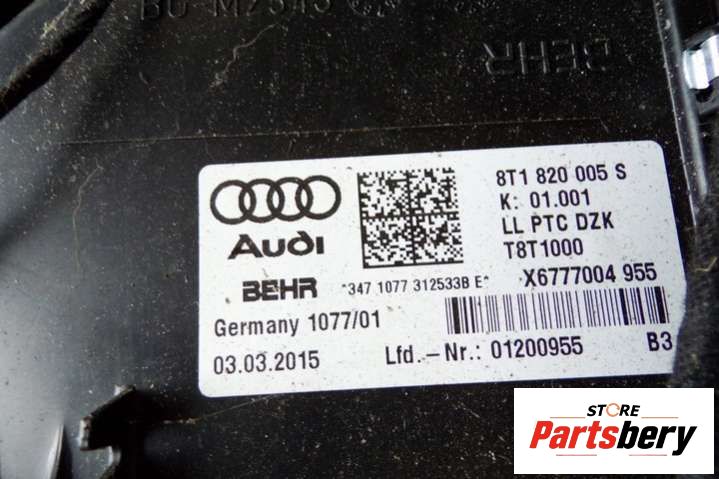 BEHR
Audi
BEHR
*347 1077 312533B E*
Germany 1077/01
03.03.2015
8T1 820 005 S
K: 01.001
LL PTC DZK
T8T1000
X6777004 955
Lfd.-Nr.: 01200955
B3
STORE
Partsbery